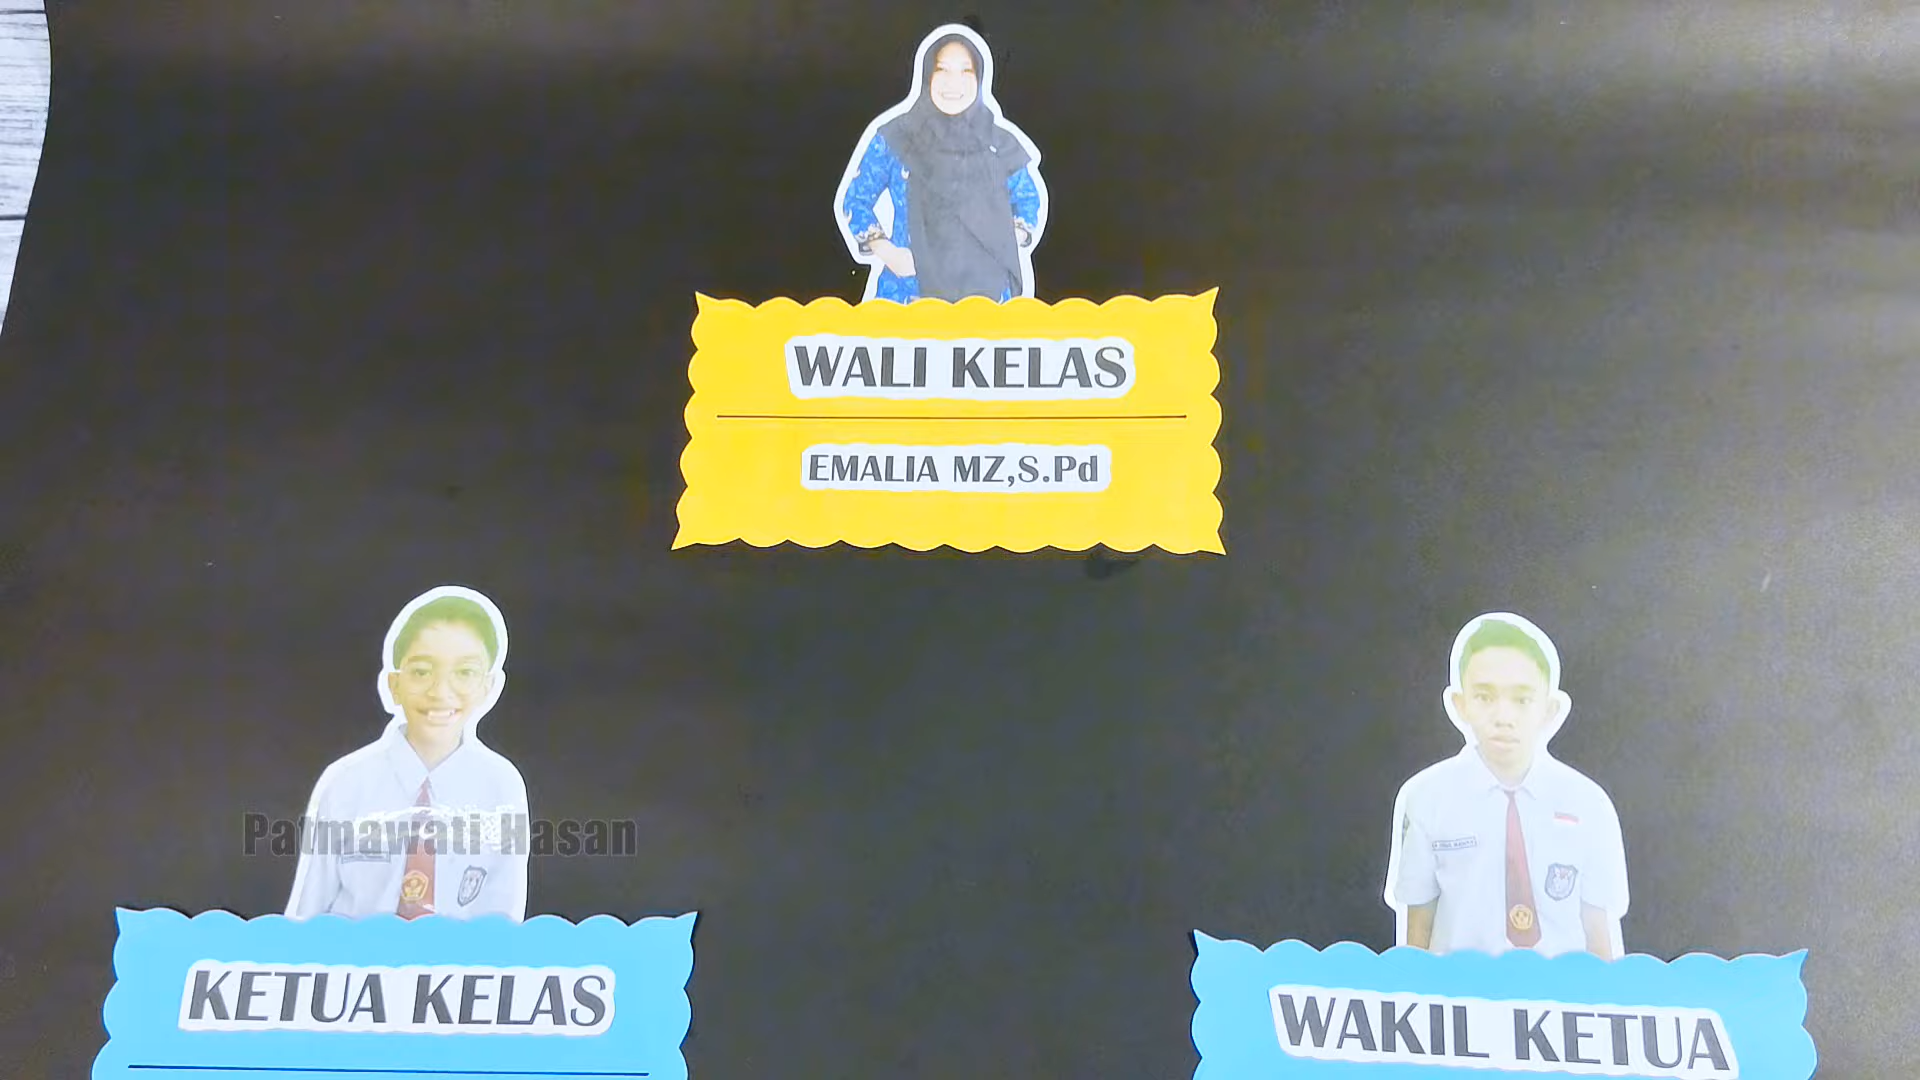 WALI KELAS
EMALIA MZ,S.Pd
Patmawati Hasan
KETUA KELAS
WAKIL KETUA